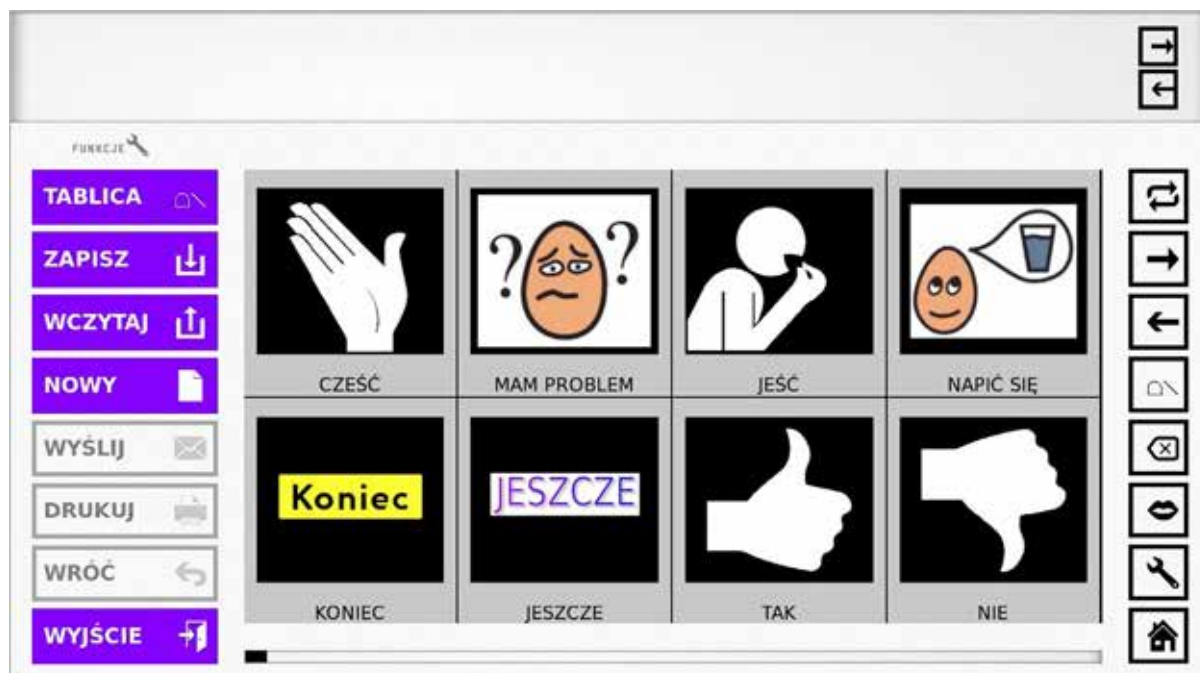 FUNKCJE
TABLICA
ZAPISZ
WCZYTAJ
NOWY
WYŚLIJ
DRUKUJ
WRÓĆ
WYJŚCIE
? ?
CZEŚĆ MAM PROBLEM JEŚĆ NAPIĆ SIĘ
Koniec JESZCZE
KONIEC JESZCZE TAK NIE